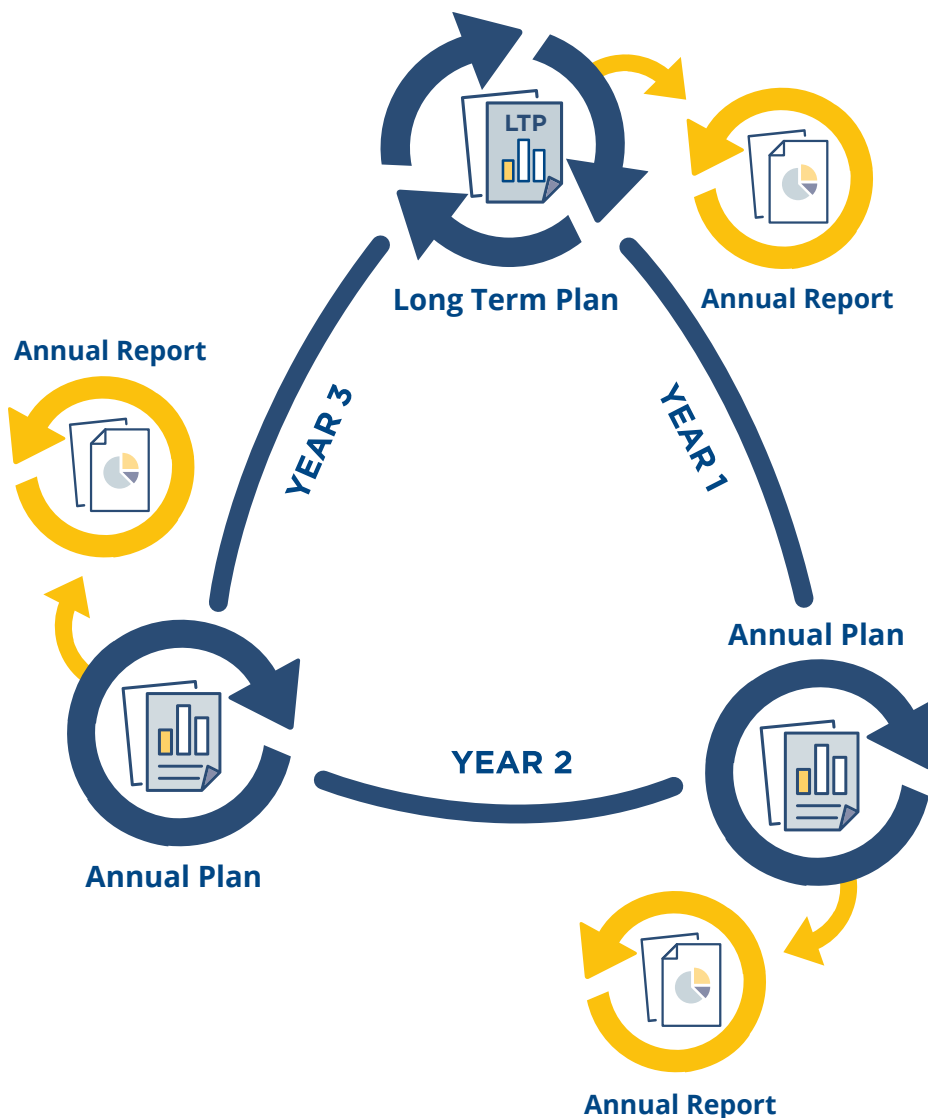 LTP
Long Term Plan
Annual Report
Annual Report
YEAR 3
YEAR 1
Annual Plan
YEAR 2
Annual Plan
Annual Report